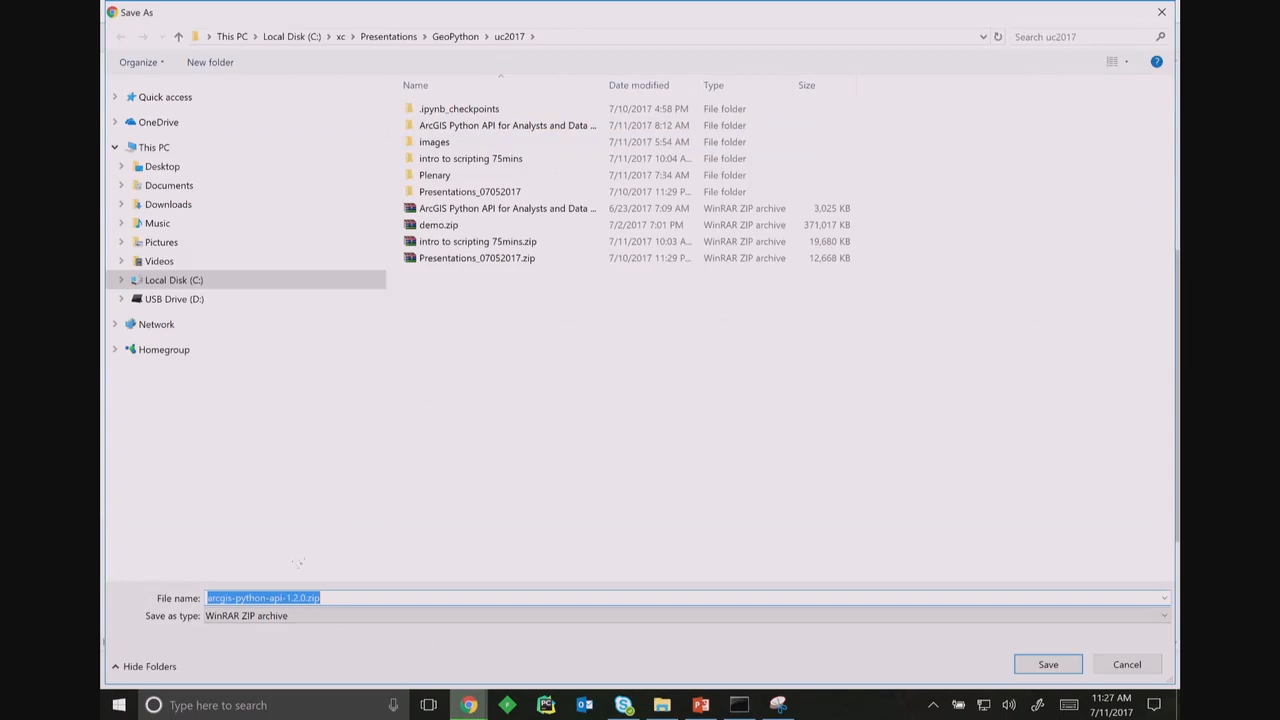 Save As
This PC > Local Disk (C:) > xc > Presentations > GeoPython > uc2017 >
Search uc2017
Organize
New folder
Name Date modified Type Size
.ipynb_checkpoints 7/10/2017 4:58 PM File folder
ArcGIS Python API for Analysts and Data ... 7/11/2017 8:12 AM File folder
images 7/11/2017 5:54 AM File folder
intro to scripting 75mins 7/11/2017 10:04 A... File folder
Plenary 7/11/2017 7:34 AM File folder
Presentations_07052017 7/10/2017 11:29 P... File folder
ArcGIS Python API for Analysts and Data ... 6/23/2017 7:09 AM WinRAR ZIP archive 3,025 KB
demo.zip 7/2/2017 7:01 PM WinRAR ZIP archive 371,017 KB
intro to scripting 75mins.zip 7/11/2017 10:03 A... WinRAR ZIP archive 19,680 KB
Presentations_07052017.zip 7/10/2017 11:29 P... WinRAR ZIP archive 12,668 KB
Quick access
OneDrive
This PC
Desktop
Documents
Downloads
Music
Pictures
Videos
Local Disk (C:)
USB Drive (D:)
Network
Homegroup
File name: arcgis-python-api-1.2.0.zip
Save as type: WinRAR ZIP archive
Hide Folders
Save
Cancel
Type here to search
11:27 AM
7/11/2017